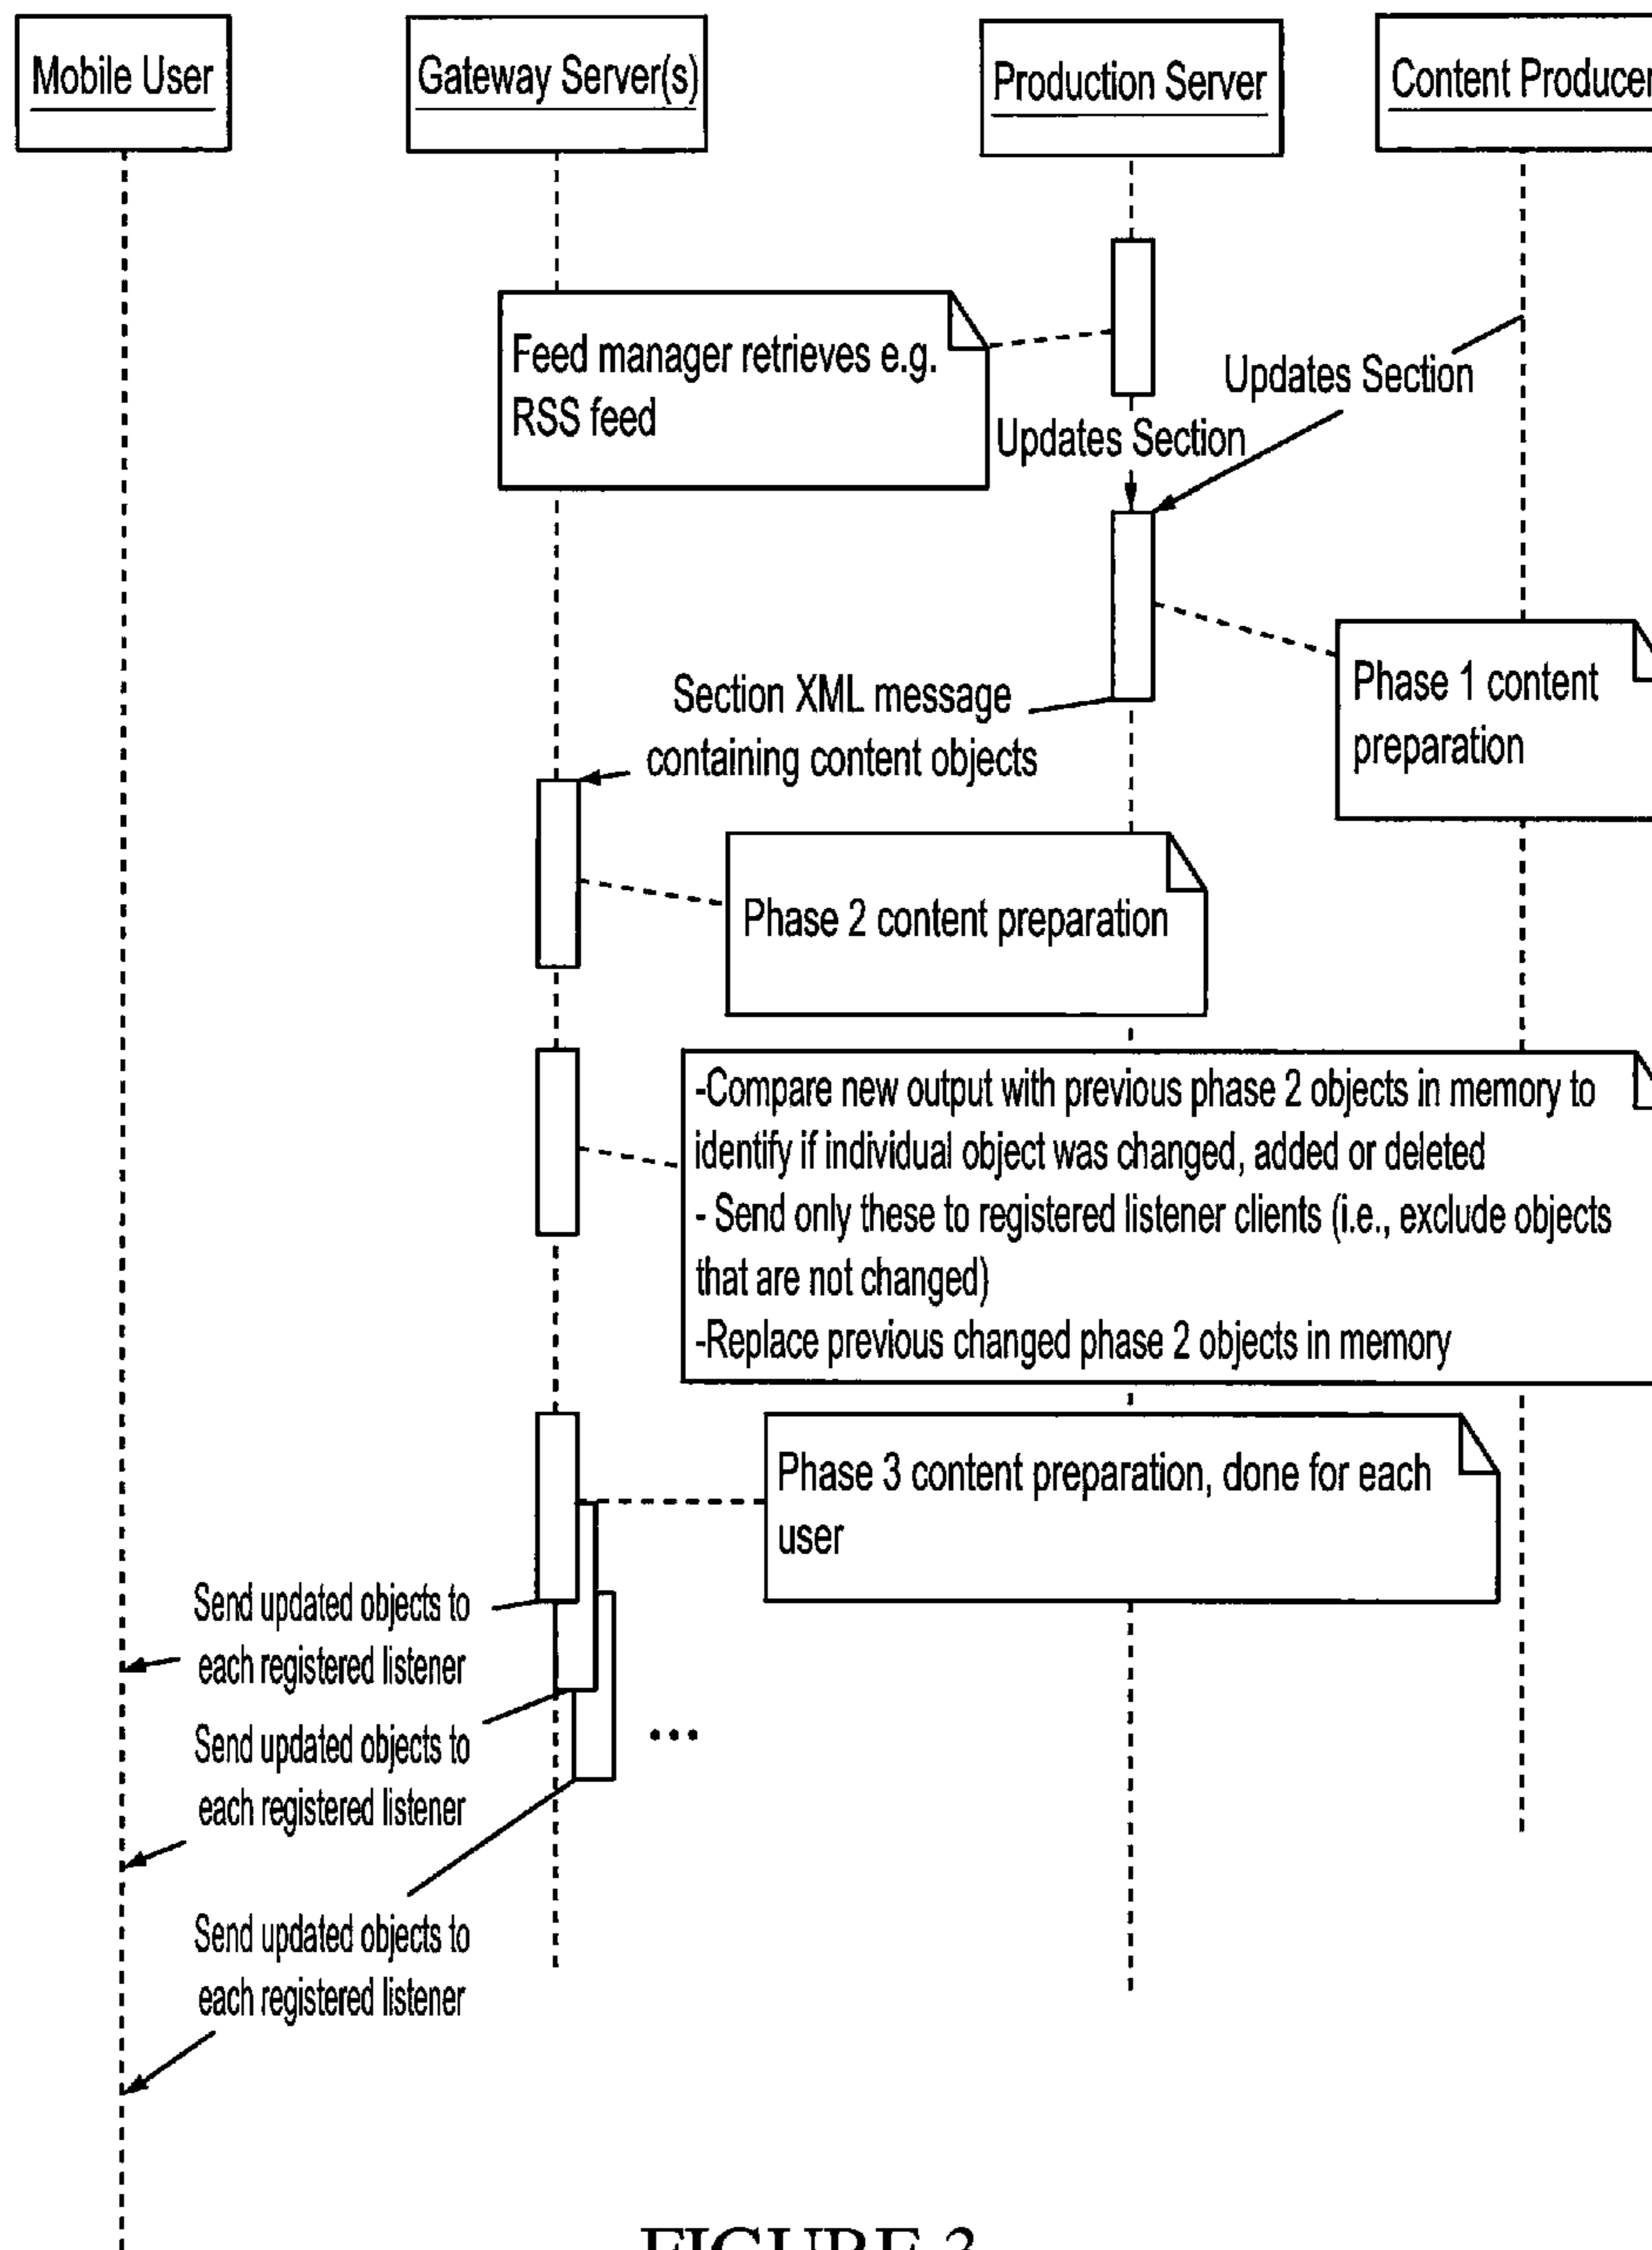 Mobile User
Gateway Server(s)
Production Server
Content Producer
Feed manager retrieves e.g.
RSS feed
Updates Section
Updates Section
Section XML message
containing content objects
Phase 1 content
preparation
Phase 2 content preparation
-Compare new output with previous phase 2 objects in memory to
identify if individual object was changed, added or deleted
- Send only these to registered listener clients (i.e., exclude objects
that are not changed)
-Replace previous changed phase 2 objects in memory
Phase 3 content preparation, done for each
user
Send updated objects to
each registered listener
Send updated objects to
each registered listener
...
Send updated objects to
each registered listener
FIGURE 3